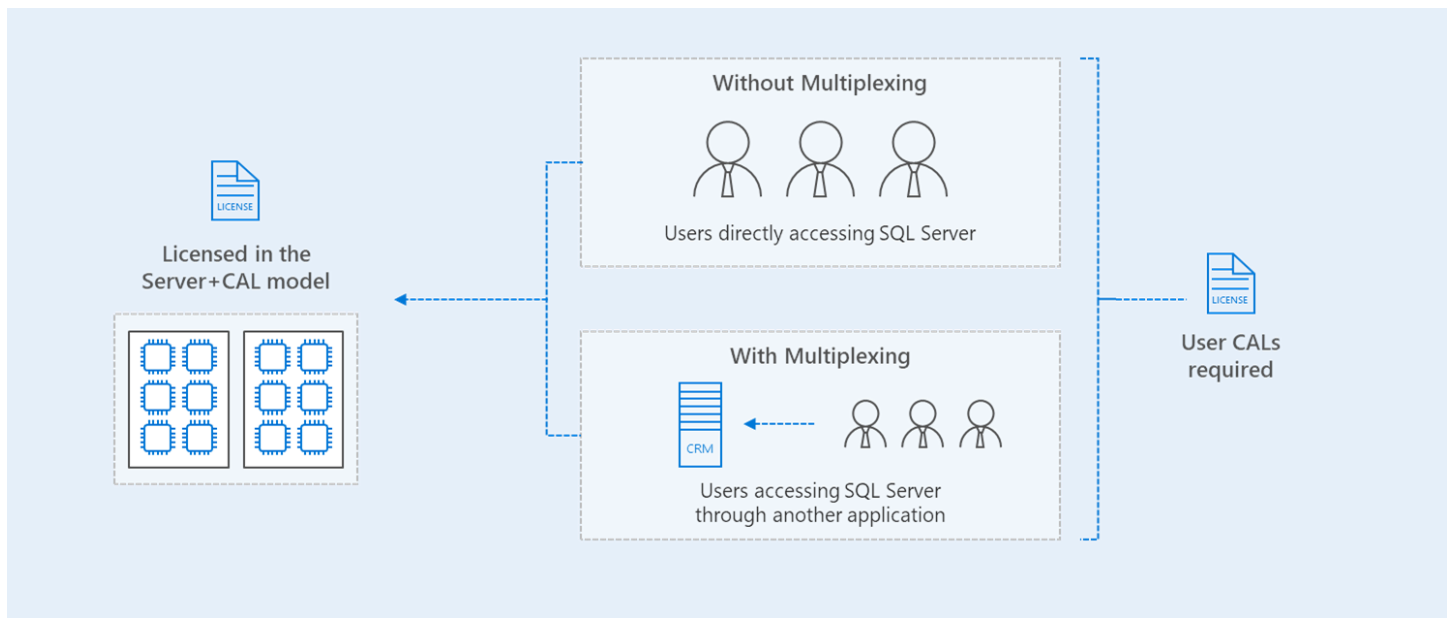 LICENSE
Licensed in the
Server+CAL model
Without Multiplexing
Users directly accessing SQL Server
With Multiplexing
CRM
Users accessing SQL Server
through another application
LICENSE
User CALs
required